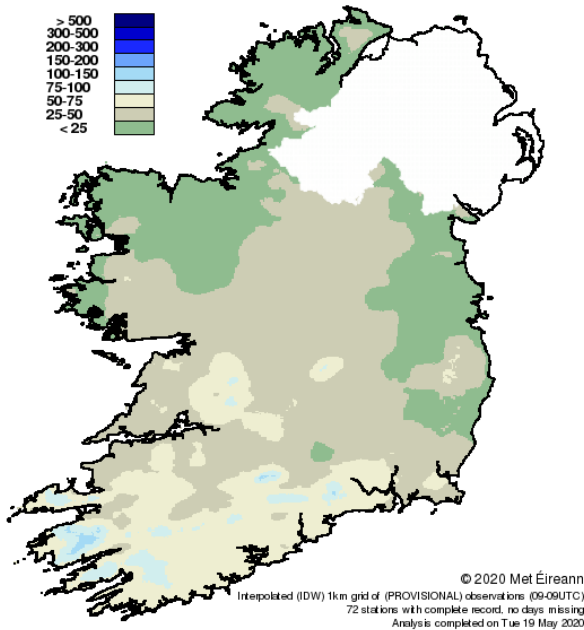 > 500
300-500
200-300
150-200
100-150
75-100
50-75
25-50
< 25
© 2020 Met Éireann
Interpolated (IDW) 1km grid of (PROVISIONAL) observations (09-09UTC)
72 stations with complete record. no days missing
Analysis completed on Tue 19 May 2020